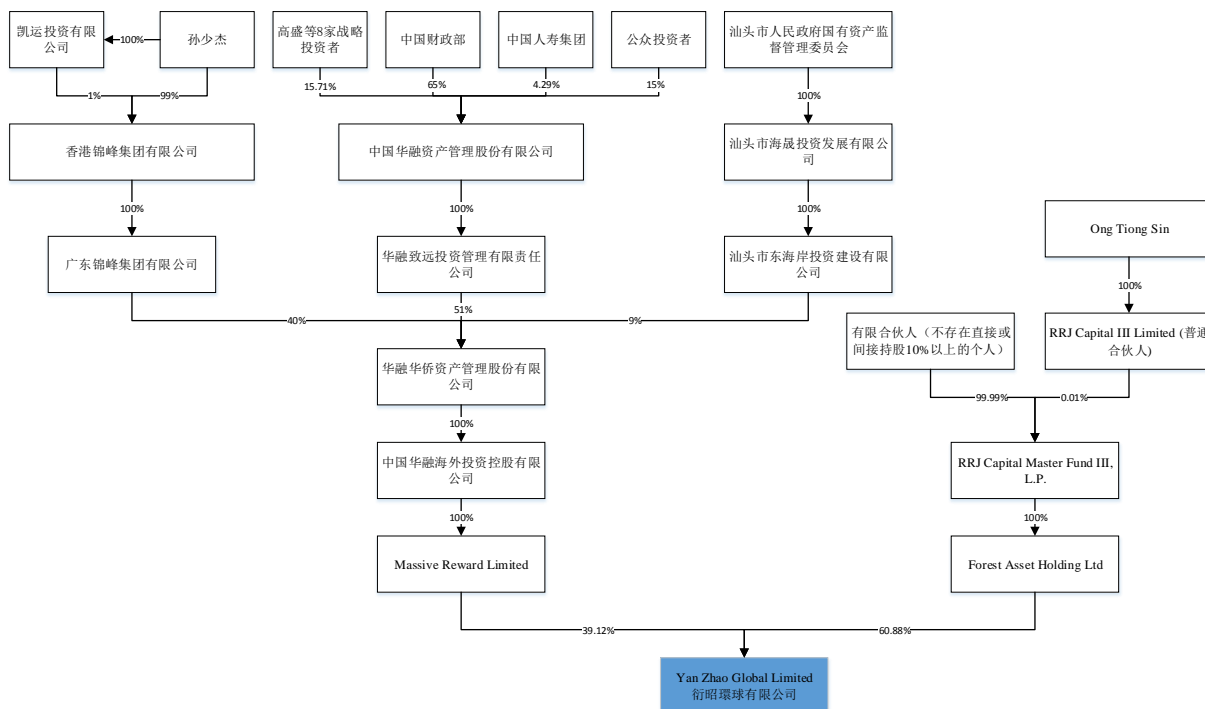 凯运投资有限
公司
100%
孙少杰
高盛等8家战略
投资者
中国财政部
中国人寿集团
公众投资者
汕头市人民政府国有资产监
督管理委员会
1%
99%
15.71%
65%
4.29%
15%
100%
香港锦峰集团有限公司
中国华融资产管理股份有限公司
汕头市海晟投资发展有限公
司
100%
100%
100%
广东锦峰集团有限公司
华融致远投资管理有限责任
公司
汕头市东海岸投资建设有限
公司
Ong Tiong Sin
100%
40%
51%
9%
有限合伙人（不存在直接或
间接持股10%以上的个人）
RRJ Capital III Limited (普通
合伙人)
华融华侨资产管理股份有限
公司
99.99%
0.01%
100%
中国华融海外投资控股有限
公司
RRJ Capital Master Fund III,
L.P.
100%
100%
Massive Reward Limited
Forest Asset Holding Ltd
39.12%
60.88%
Yan Zhao Global Limited
衍昭環球有限公司